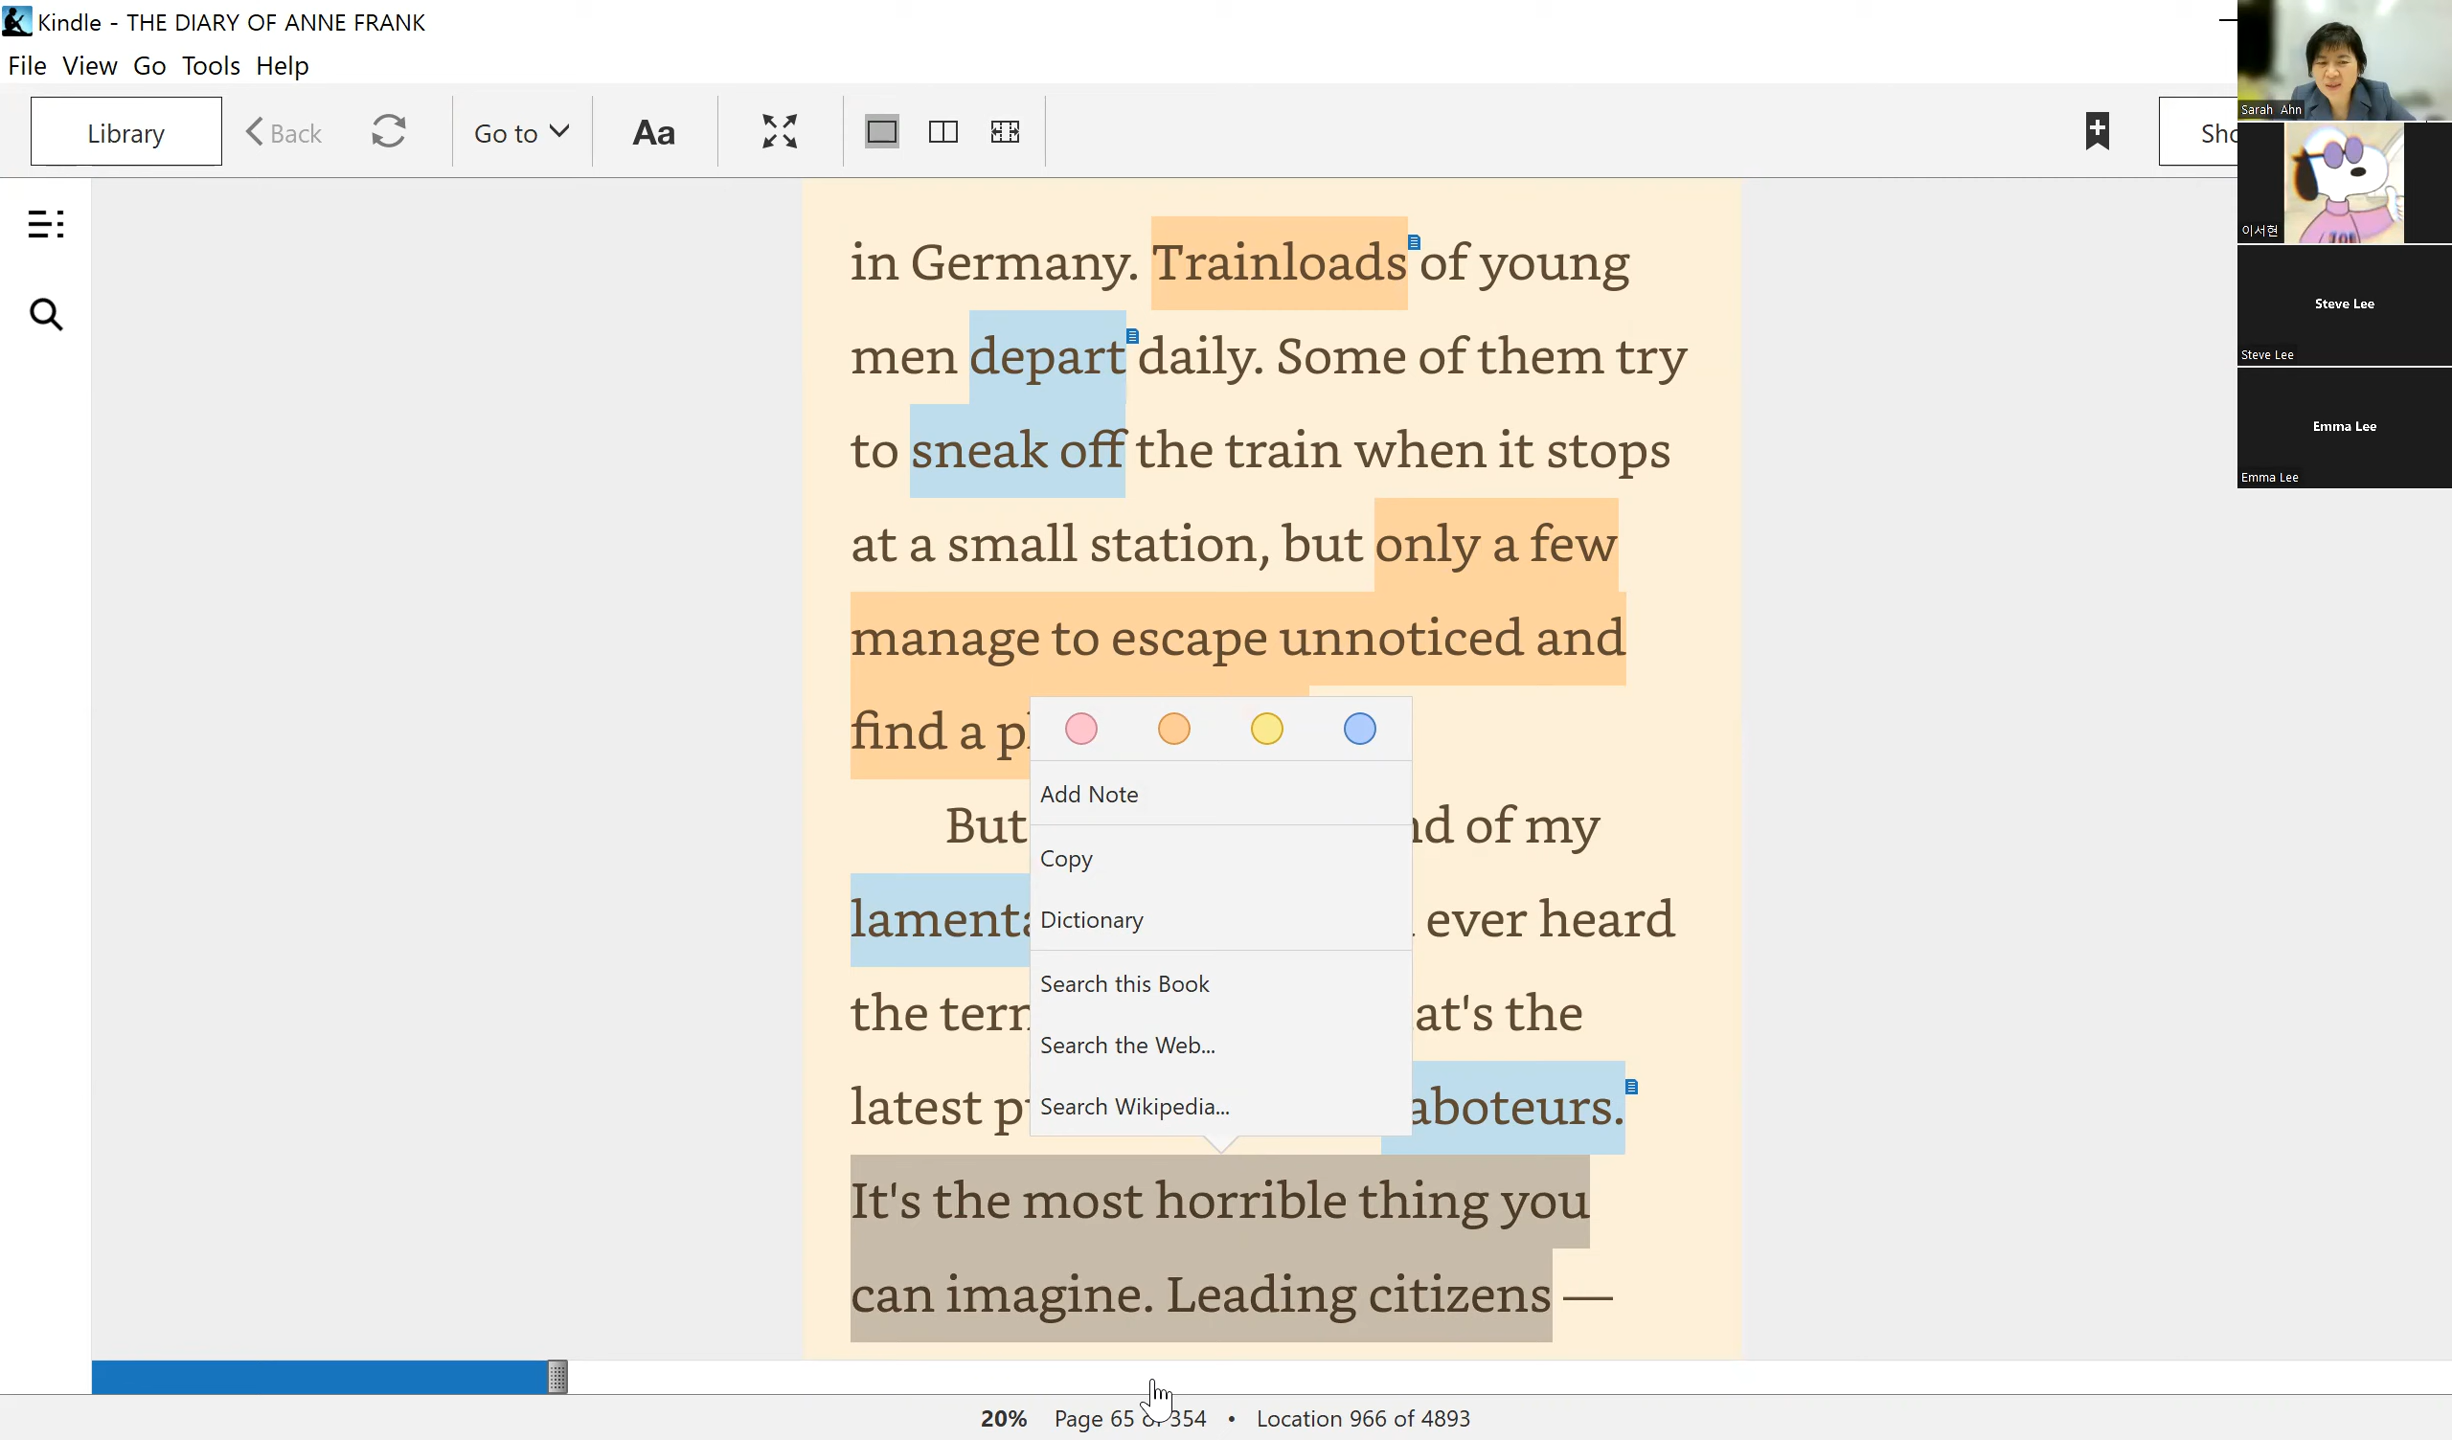 Kindle - THE DIARY OF ANNE FRANK
File View Go Tools Help
Library Back Go to Aa
in Germany. Trainloads of young
men depart daily. Some of them try
to sneak off the train when it stops
at a small station, but only a few
manage to escape unnoticed and
find a
Add Note
But of my
Copy
ever heard
Dictionary
Search this Book
the the
Search the Web...
latest
Search Wikipedia...
It's the most horrible thing you
can imagine. Leading citizens —
20% Page 65 of 354 • Location 966 of 4893
Sarah Ahn
이서현
Steve Lee
Steve Lee
Emma Lee
Emma Lee